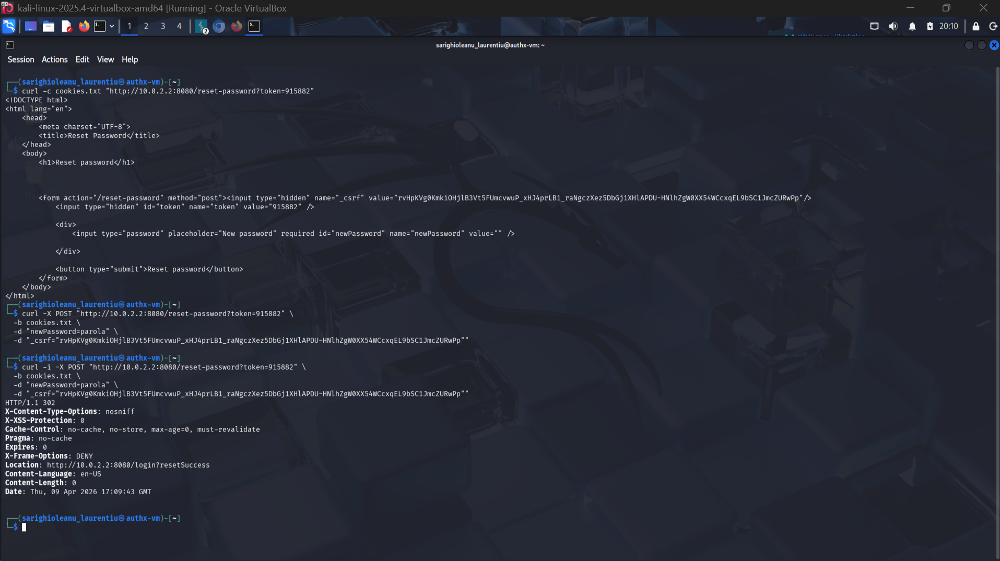 kali-linux-2025.4-virtualbox-amd64 [Running] - Oracle VirtualBox
1 2 3 4 2 20:10
sarighioleanu_laurentiu@authx-vm: ~
Session Actions Edit View Help
┌──(sarighioleanu_laurentiu㉿authx-vm)-[~]
└─$ curl -c cookies.txt "http://10.0.2.2:8080/reset-password?token=915882"
<!DOCTYPE html>
<html lang="en">
    <head>
        <meta charset="UTF-8">
        <title>Reset Password</title>
    </head>
    <body>
        <h1>Reset password</h1>
        <form action="/reset-password" method="post"><input type="hidden" name="_csrf" value="rvHpKVg0KmkiOHjlB3Vt5FUmcvwuP_xHJ4prLB1_raNgczXez5DbGj1XHlAPDU-HNlhZgW0XX54WCcxqEL9bSC1JmcZURwPp"/>
            <input type="hidden" id="token" name="token" value="915882" />
            <div>
                <input type="password" placeholder="New password" required id="newPassword" name="newPassword" value="" />
            </div>
            <button type="submit">Reset password</button>
        </form>
    </body>
</html>
┌──(sarighioleanu_laurentiu㉿authx-vm)-[~]
└─$ curl -X POST "http://10.0.2.2:8080/reset-password?token=915882" \
  -b cookies.txt \
  -d "newPassword=parola" \
  -d "_csrf="rvHpKVg0KmkiOHjlB3Vt5FUmcvwuP_xHJ4prLB1_raNgczXez5DbGj1XHlAPDU-HNlhZgW0XX54WCcxqEL9bSC1JmcZURwPp""
┌──(sarighioleanu_laurentiu㉿authx-vm)-[~]
└─$ curl -i -X POST "http://10.0.2.2:8080/reset-password?token=915882" \
  -b cookies.txt \
  -d "newPassword=parola" \
  -d "_csrf="rvHpKVg0KmkiOHjlB3Vt5FUmcvwuP_xHJ4prLB1_raNgczXez5DbGj1XHlAPDU-HNlhZgW0XX54WCcxqEL9bSC1JmcZURwPp""
HTTP/1.1 302
X-Content-Type-Options: nosniff
X-XSS-Protection: 0
Cache-Control: no-cache, no-store, max-age=0, must-revalidate
Pragma: no-cache
Expires: 0
X-Frame-Options: DENY
Location: http://10.0.2.2:8080/login?resetSuccess
Content-Language: en-US
Content-Length: 0
Date: Thu, 09 Apr 2026 17:09:43 GMT
┌──(sarighioleanu_laurentiu㉿authx-vm)-[~]
└─$